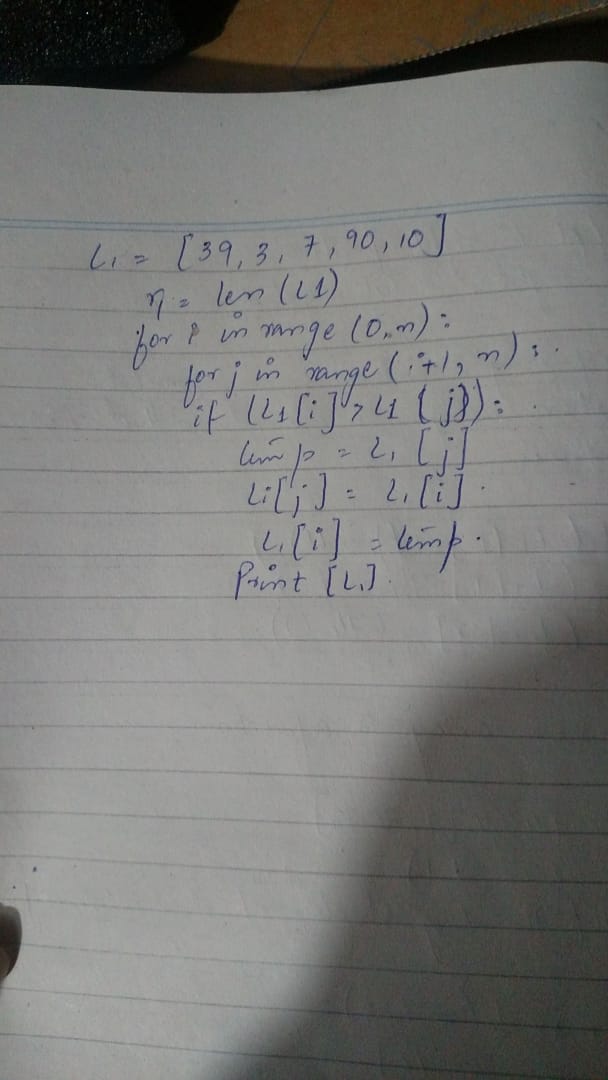 L1 = [39, 3, 7, 90, 10]
n = len (L1)
for i in range (0, n):
for j in range (i+1, n):
if (L1[i] > L1[j]):
temp = L1[j]
Li[j] = L1[i].
L1[i] = temp.
Print [L1]